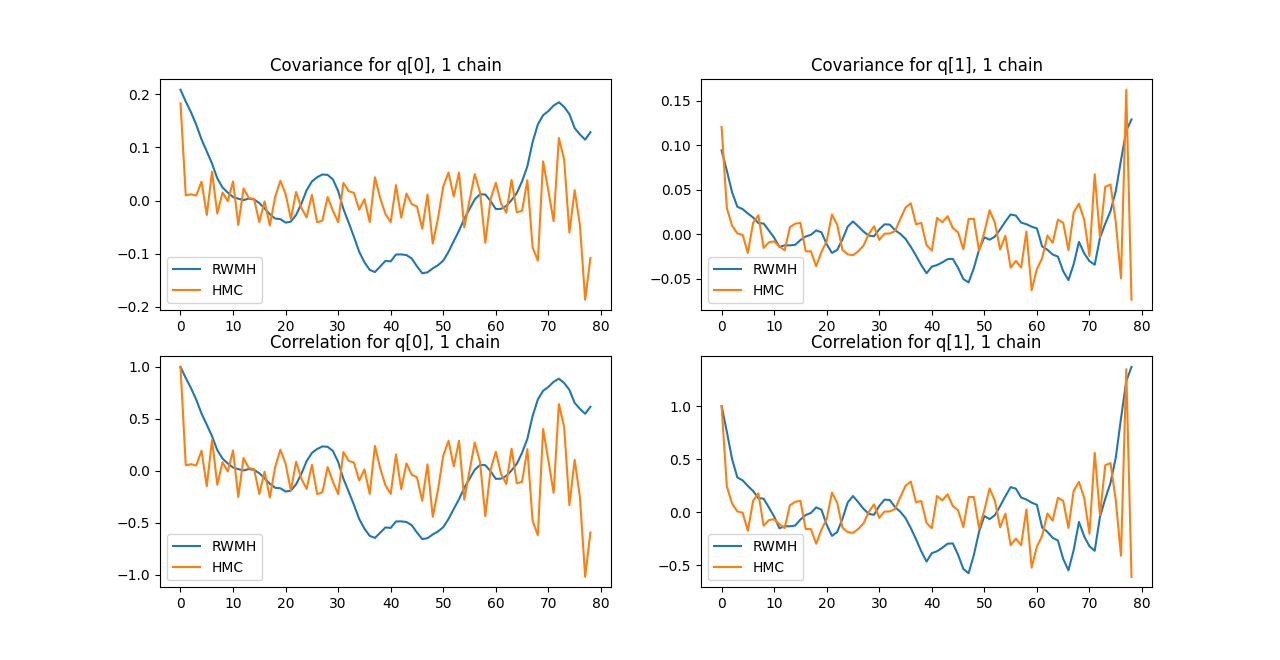 Covariance for q[0], 1 chain
0.2
0.1
0.0
−0.1
−0.2
RWMH
HMC
0 10 20 30 40 50 60 70 80
Covariance for q[1], 1 chain
0.15
0.10
0.05
0.00
−0.05
RWMH
HMC
0 10 20 30 40 50 60 70 80
Correlation for q[0], 1 chain
1.0
0.5
0.0
−0.5
−1.0
RWMH
HMC
0 10 20 30 40 50 60 70 80
Correlation for q[1], 1 chain
1.0
0.5
0.0
−0.5
RWMH
HMC
0 10 20 30 40 50 60 70 80